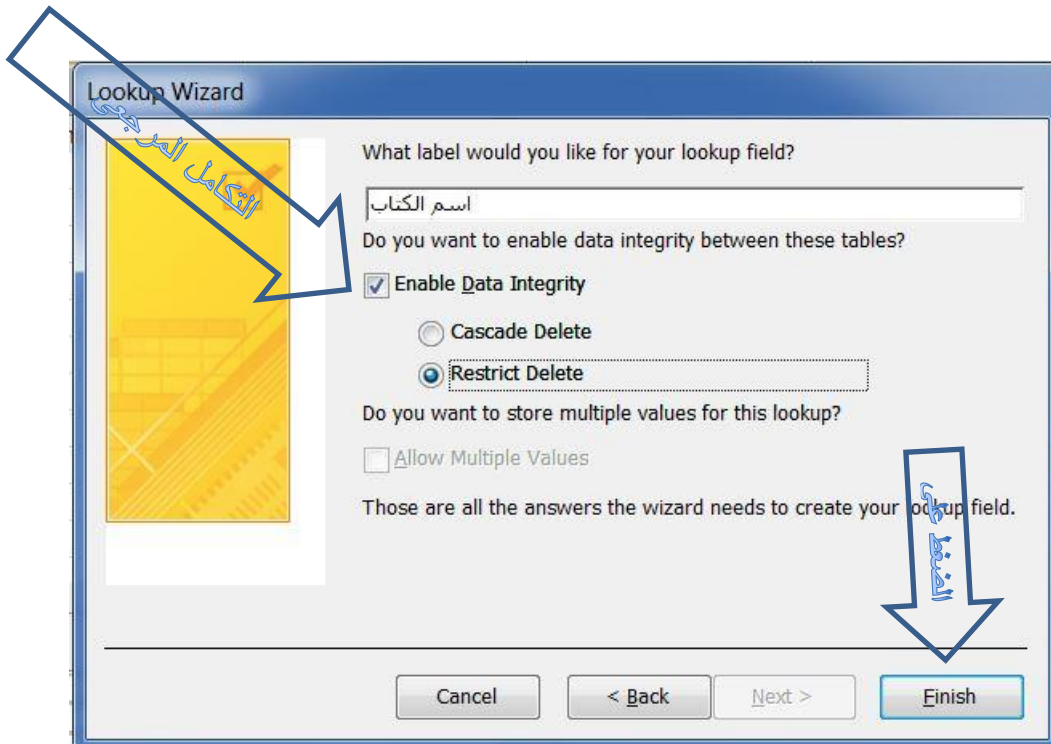 Lookup Wizard
التكامل المرجعي
What label would you like for your lookup field?
اسم الكتاب
Do you want to enable data integrity between these tables?
Enable Data Integrity
Cascade Delete
Restrict Delete
Do you want to store multiple values for this lookup?
Allow Multiple Values
Those are all the answers the wizard needs to create your lookup field.
الضغط على
Cancel
< Back
Next >
Finish